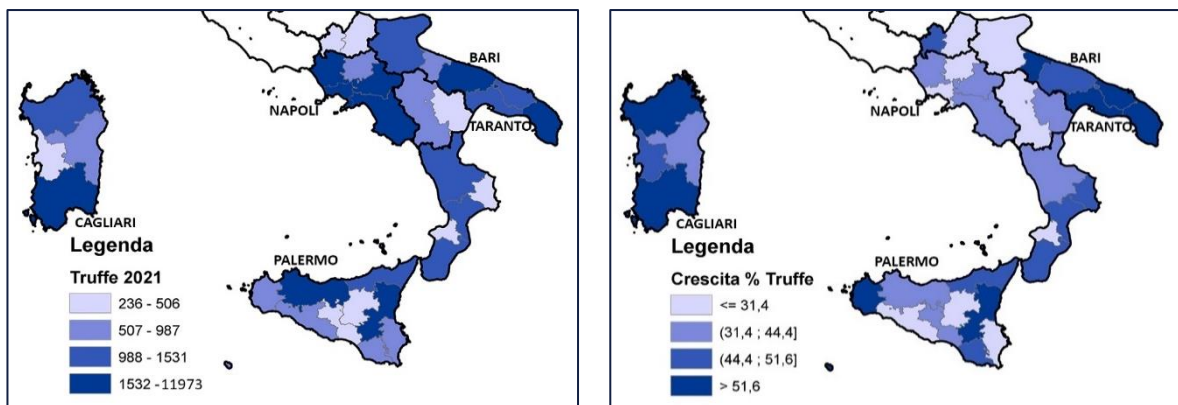 BARI
NAPOLI
TARANTO
CAGLIARI
Legenda
PALERMO
Truffe 2021
236 - 506
507 - 987
988 - 1531
1532 -11973
BARI
NAPOLI
TARANTO
CAGLIARI
Legenda
PALERMO
Crescita % Truffe
<= 31,4
(31,4 ; 44,4]
(44,4 ; 51,6]
> 51,6